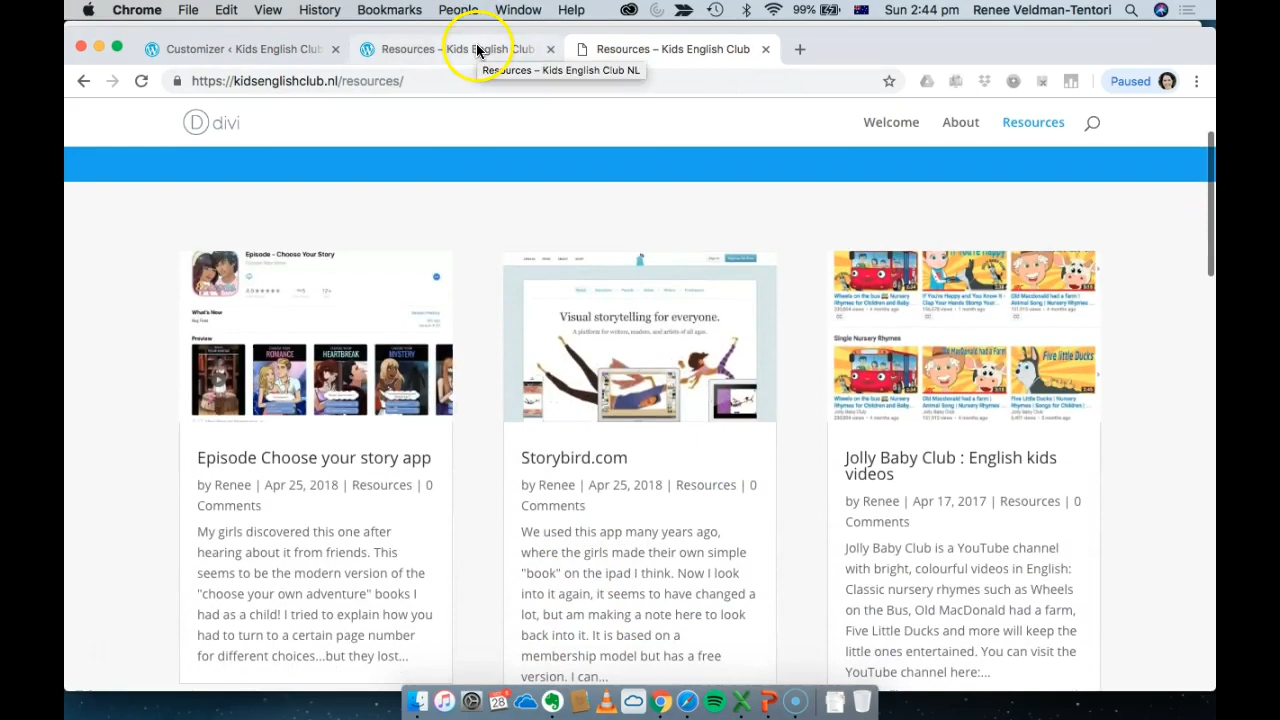 Chrome File Edit View History Bookmarks People Window Help 99% Sun 2:44 pm Renee Veldman-Tentori
Customizer ‹ Kids English Club
Resources – Kids English Club
Resources – Kids English Club
Resources – Kids English Club NL
https://kidsenglishclub.nl/resources/
Paused
D divi
Welcome About Resources
Episode - Choose Your Story
What's New
Preview
ROMANCE
HEARTBREAK
MYSTERY
Visual storytelling for everyone.
A platform for writers, readers, and artists of all ages.
Single Nursery Rhymes
Five little Ducks
Episode Choose your story app
by Renee | Apr 25, 2018 | Resources | 0
Comments
My girls discovered this one after
hearing about it from friends. This
seems to be the modern version of the
"choose your own adventure" books I
had as a child! I tried to explain how you
had to turn to a certain page number
for different choices...but they lost...
Storybird.com
by Renee | Apr 25, 2018 | Resources | 0
Comments
We used this app many years ago,
where the girls made their own simple
"book" on the ipad I think. Now I look
into it again, it seems to have changed a
lot, but am making a note here to look
back into it. It is based on a
membership model but has a free
version. I can...
Jolly Baby Club : English kids
videos
by Renee | Apr 17, 2017 | Resources | 0
Comments
Jolly Baby Club is a YouTube channel
with bright, colourful videos in English:
Classic nursery rhymes such as Wheels
on the Bus, Old MacDonald had a farm,
Five Little Ducks and more will keep the
little ones entertained. You can visit the
YouTube channel here:...
28